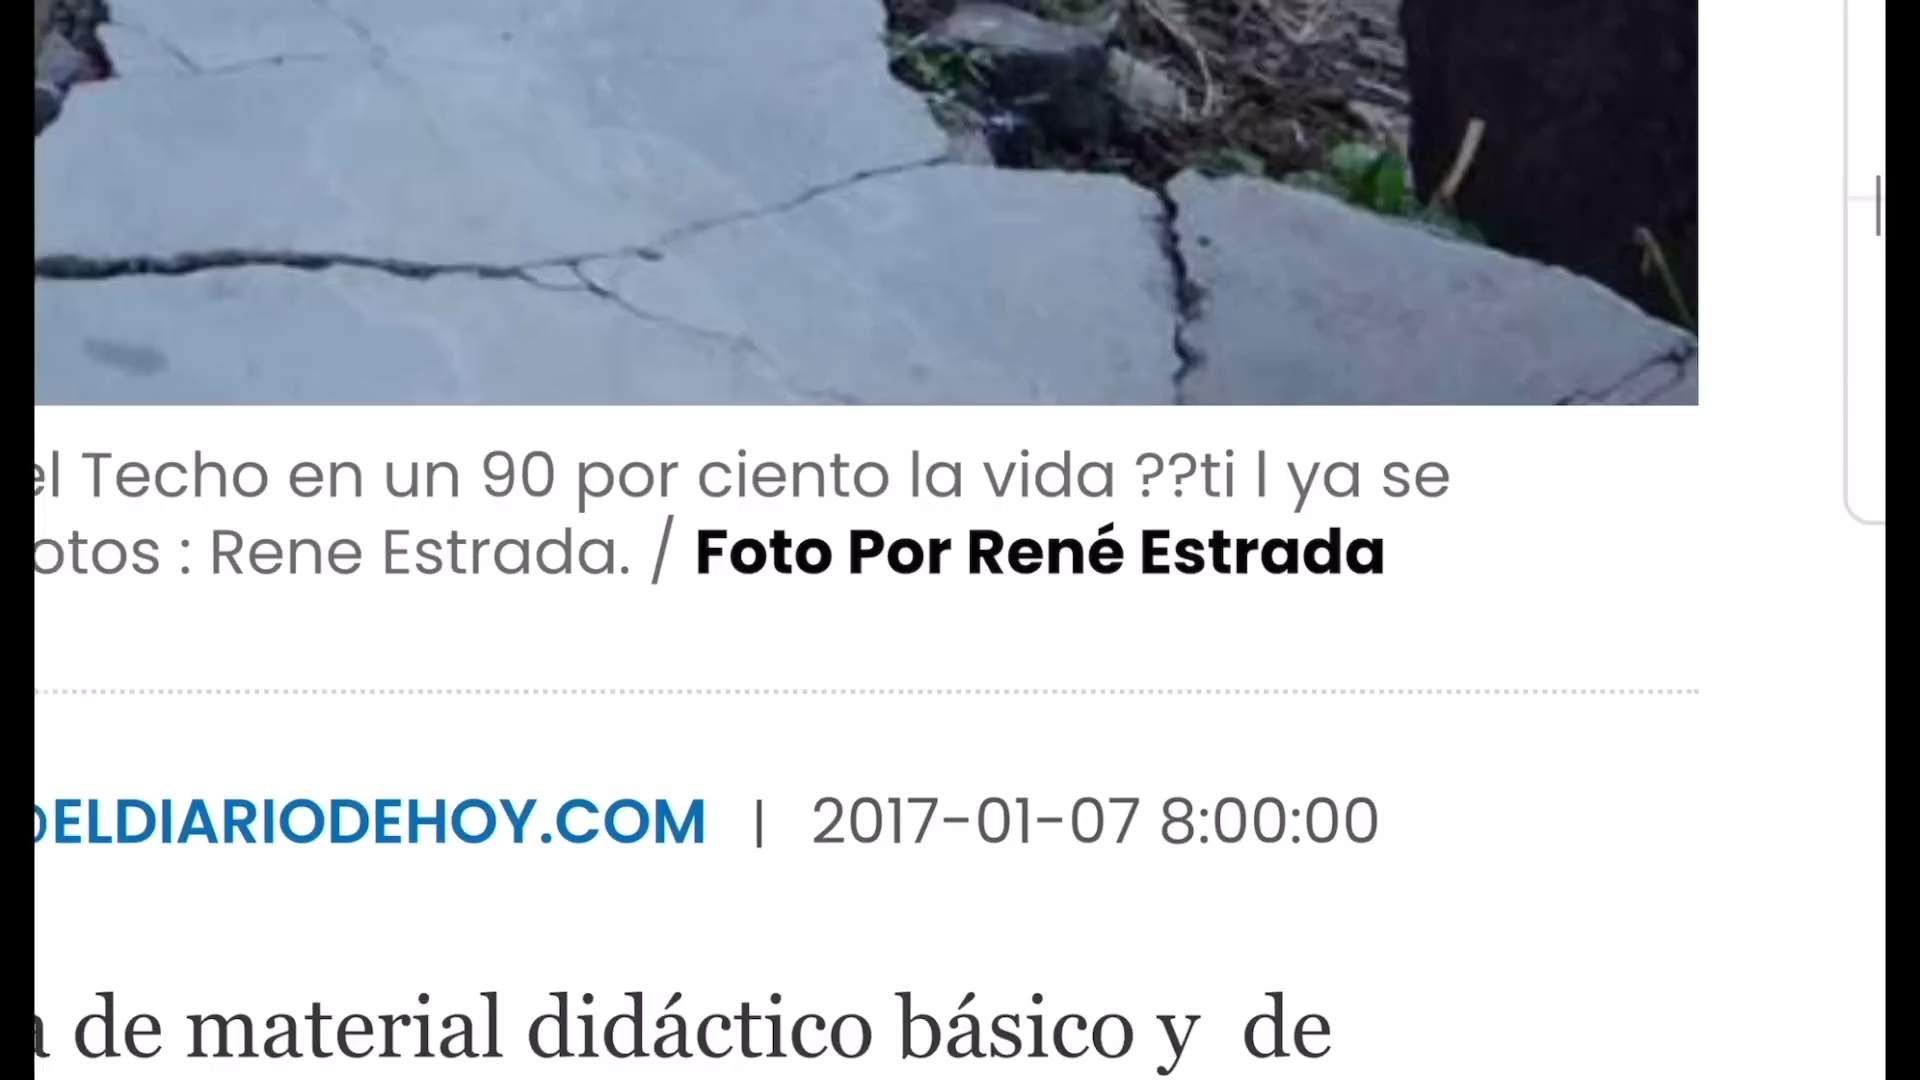 el Techo en un 90 por ciento la vida ??ti l ya se
otos : Rene Estrada. / Foto Por René Estrada
ELDIARIODEHOY.COM | 2017-01-07 8:00:00
de material didáctico básico y de